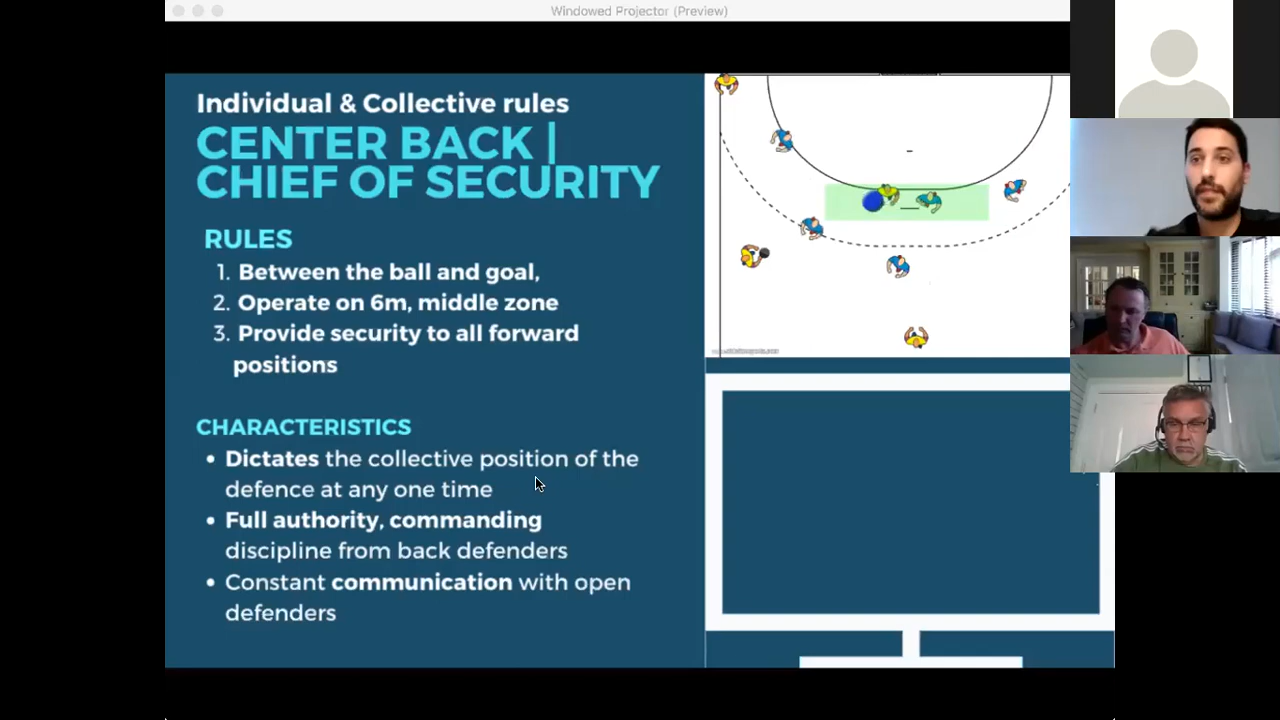 Windowed Projector (Preview)
Individual & Collective rules
CENTER BACK |
CHIEF OF SECURITY
RULES
1. Between the ball and goal,
2. Operate on 6m, middle zone
3. Provide security to all forward
positions
CHARACTERISTICS
• Dictates the collective position of the
defence at any one time
• Full authority, commanding
discipline from back defenders
• Constant communication with open
defenders